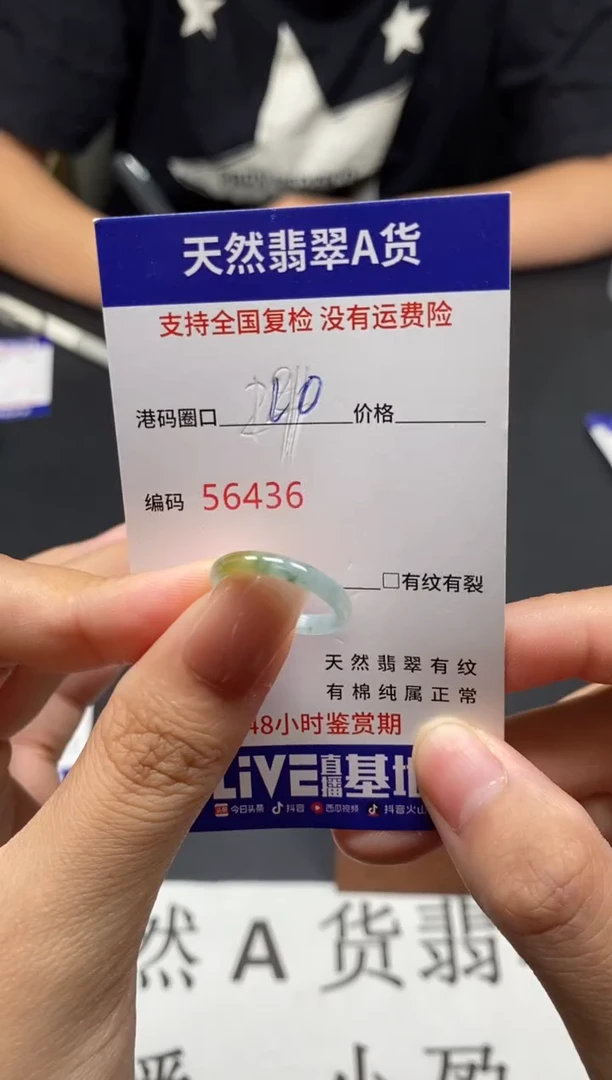 天然翡翠A货
支持全国复检 没有运费险
港码圈口 10 价格
编码 56436
□有纹有裂
天然翡翠有纹
有棉纯属正常
48小时鉴赏期
LiVE直播基地
今日头条 抖音 西瓜视频 抖音火山
然A货翡